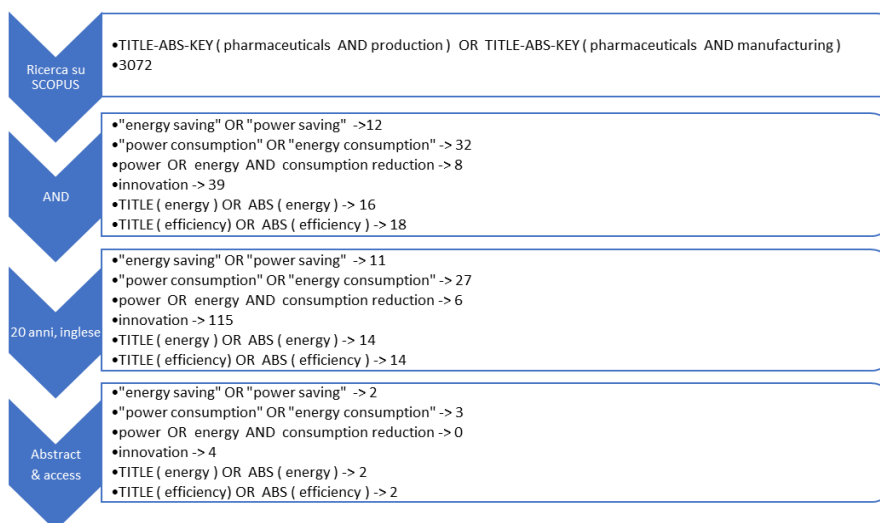 Ricerca su
SCOPUS
•TITLE-ABS-KEY ( pharmaceuticals AND production ) OR TITLE-ABS-KEY ( pharmaceuticals AND manufacturing )
•3072
AND
•"energy saving" OR "power saving" ->12
•"power consumption" OR "energy consumption" -> 32
•power OR energy AND consumption reduction -> 8
•innovation -> 39
•TITLE ( energy ) OR ABS ( energy ) -> 16
•TITLE ( efficiency) OR ABS ( efficiency ) -> 18
20 anni, inglese
•"energy saving" OR "power saving" -> 11
•"power consumption" OR "energy consumption" -> 27
•power OR energy AND consumption reduction -> 6
•innovation -> 115
•TITLE ( energy ) OR ABS ( energy ) -> 14
•TITLE ( efficiency) OR ABS ( efficiency ) -> 14
Abstract
& access
•"energy saving" OR "power saving" -> 2
•"power consumption" OR "energy consumption" -> 3
•power OR energy AND consumption reduction -> 0
•innovation -> 4
•TITLE ( energy ) OR ABS ( energy ) -> 2
•TITLE ( efficiency) OR ABS ( efficiency ) -> 2